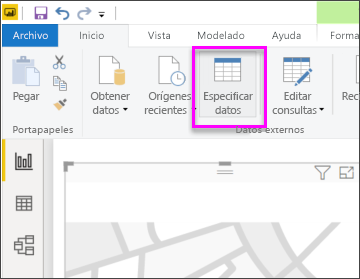 Archivo Inicio Vista Modelado Ayuda Forma
Pegar
Obtener datos
Orígenes recientes
Especificar datos
Editar consultas
Rec
Portapapeles
Datos externos